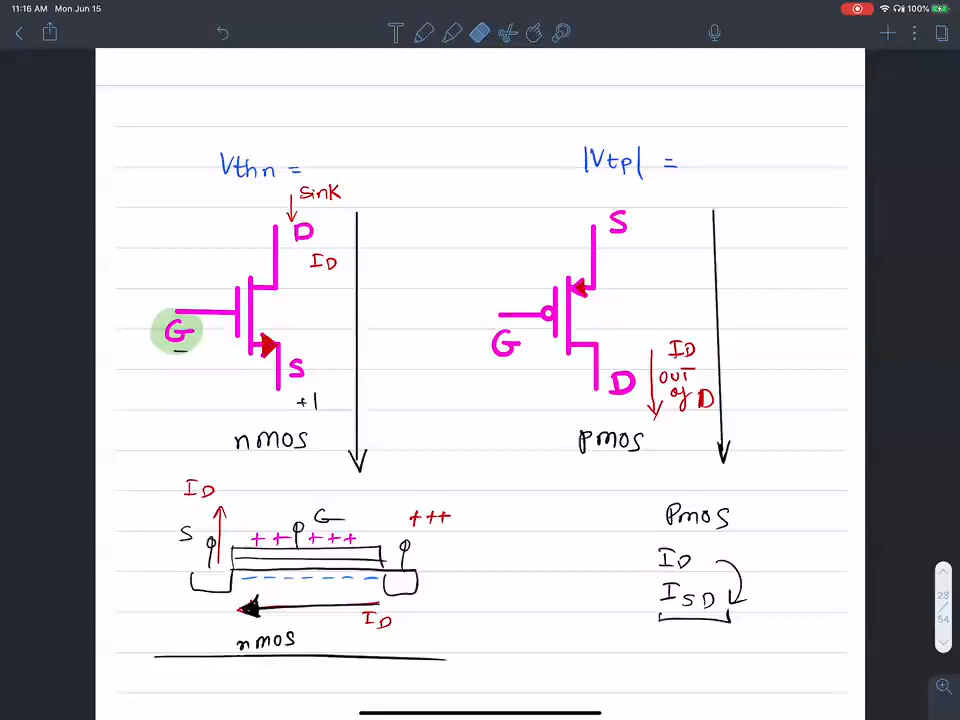 11:16 AM Mon Jun 15
100%
T
Vthn =
|Vtp| =
sink
D
ID
G
S
+1
nmos
S
G
D
ID
out
of D
pmos
ID
S
G
++ +++
+++
ID
nmos
Pmos
ID
ISD
28
/
54